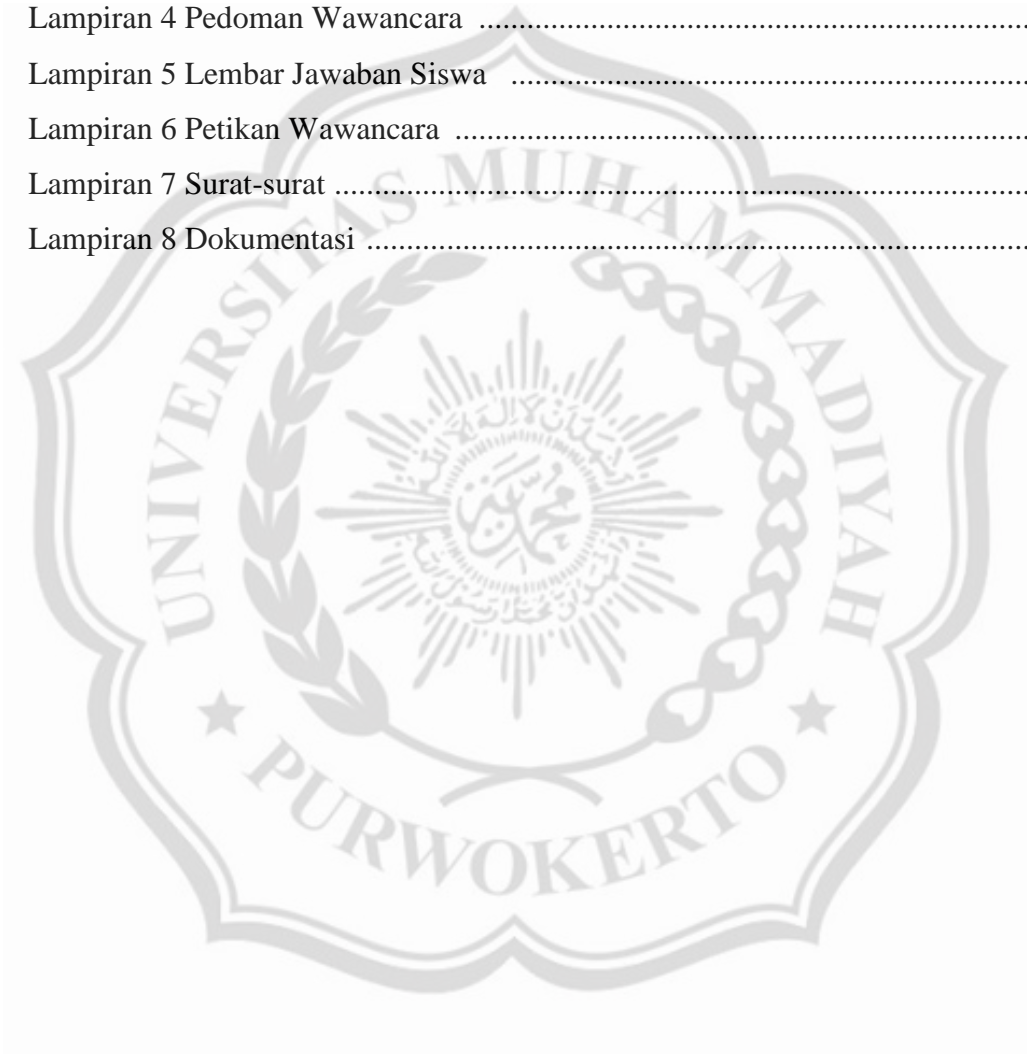 Lampiran 4 Pedoman Wawancara ....................................................................
Lampiran 5 Lembar Jawaban Siswa ................................................................
Lampiran 6 Petikan Wawancara .......................................................................
Lampiran 7 Surat-surat ......................................................................................
Lampiran 8 Dokumentasi ..................................................................................
UNIVERSITAS MUHAMMADIYAH
PURWOKERTO